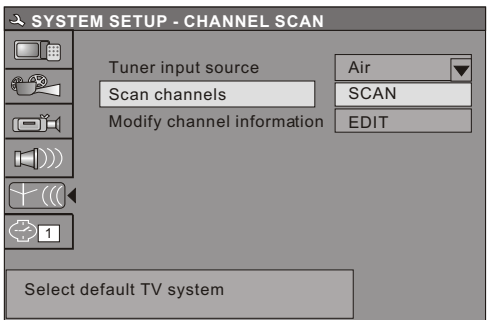 SYSTEM SETUP - CHANNEL SCAN
Tuner input source Air
Scan channels SCAN
Modify channel information EDIT
1
Select default TV system